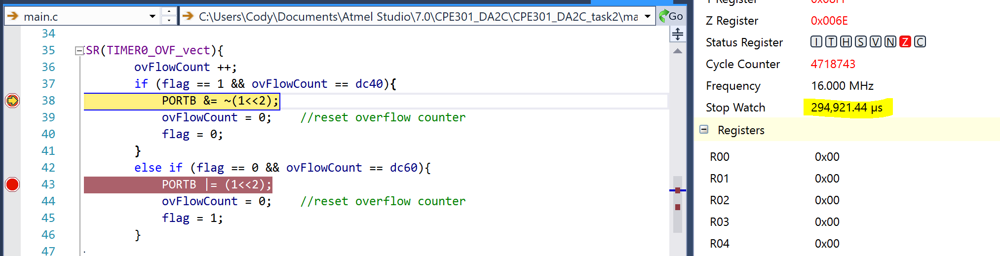 main.c C:\Users\Cody\Documents\Atmel Studio\7.0\CPE301_DA2C\CPE301_DA2C_task2\ma Go
34
35 SR(TIMER0_OVF_vect){
36 ovFlowCount ++;
37 if (flag == 1 && ovFlowCount == dc40){
38 PORTB &= ~(1<<2);
39 ovFlowCount = 0; //reset overflow counter
40 flag = 0;
41 }
42 else if (flag == 0 && ovFlowCount == dc60){
43 PORTB |= (1<<2);
44 ovFlowCount = 0; //reset overflow counter
45 flag = 1;
46 }
47
Register
Z Register 0x006E
Status Register I T H S V N Z C
Cycle Counter 4718743
Frequency 16.000 MHz
Stop Watch 294,921.44 µs
Registers
R00 0x00
R01 0x00
R02 0x00
R03 0x00
R04 0x00